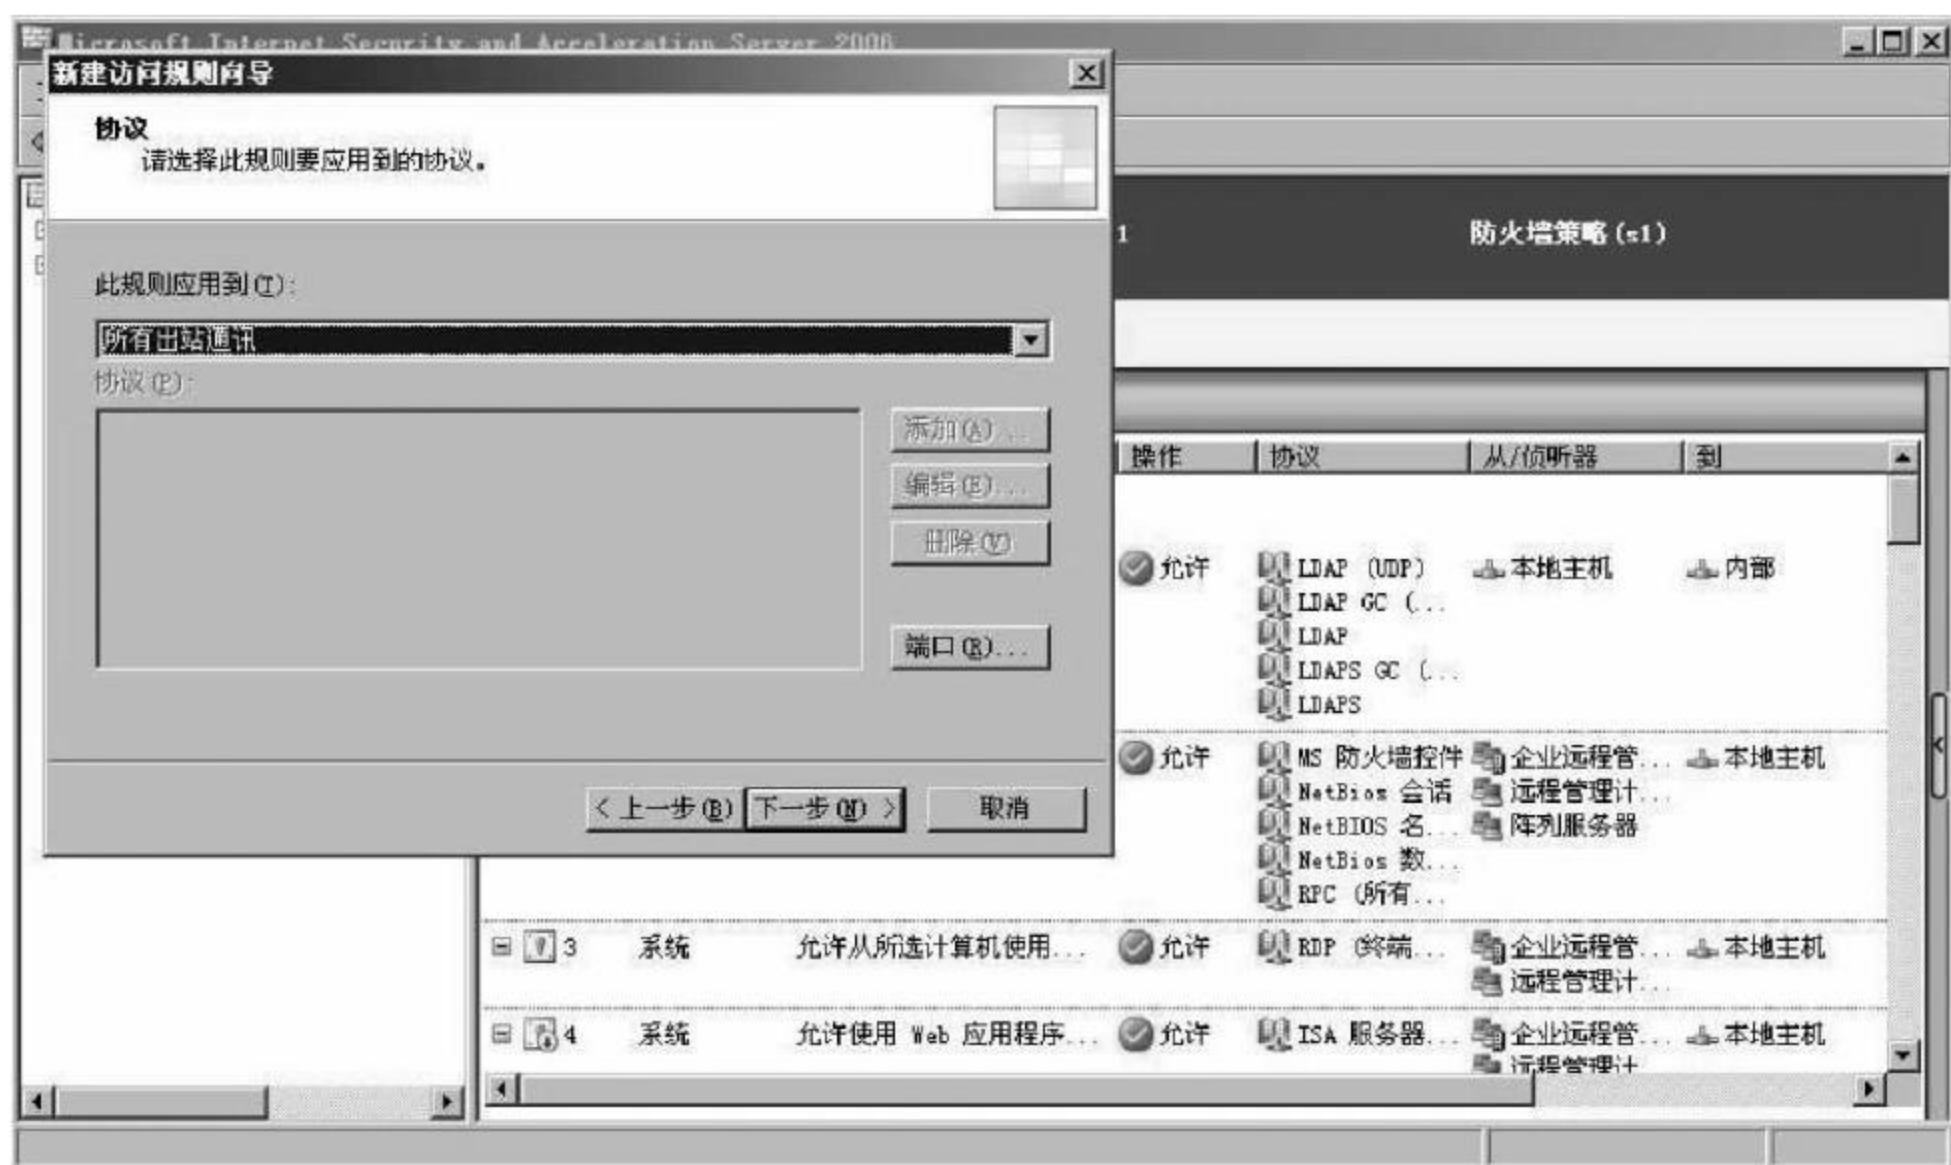 Microsoft Internet Security and Acceleration Server 2006
新建访问规则向导
协议
请选择此规则要应用到的协议。
此规则应用到(T):
所有出站通讯
协议(P):
添加(A)...
编辑(E)...
删除(V)
端口(R)...
< 上一步(B)
下一步(N) >
取消
1
防火墙策略(s1)
操作 协议 从/侦听器 到
允许 LDAP (UDP) 本地主机 内部
LDAP GC (...
LDAP
LDAPS GC (...
LDAPS
允许 MS 防火墙控件 企业远程管... 本地主机
NetBios 会话 远程管理计...
NetBIOS 名... 阵列服务器
NetBios 数...
RPC (所有...
3 系统 允许从所选计算机使用... 允许 RDP (终端... 企业远程管... 本地主机
远程管理计...
4 系统 允许使用 Web 应用程序... 允许 ISA 服务器... 企业远程管... 本地主机
远程管理计